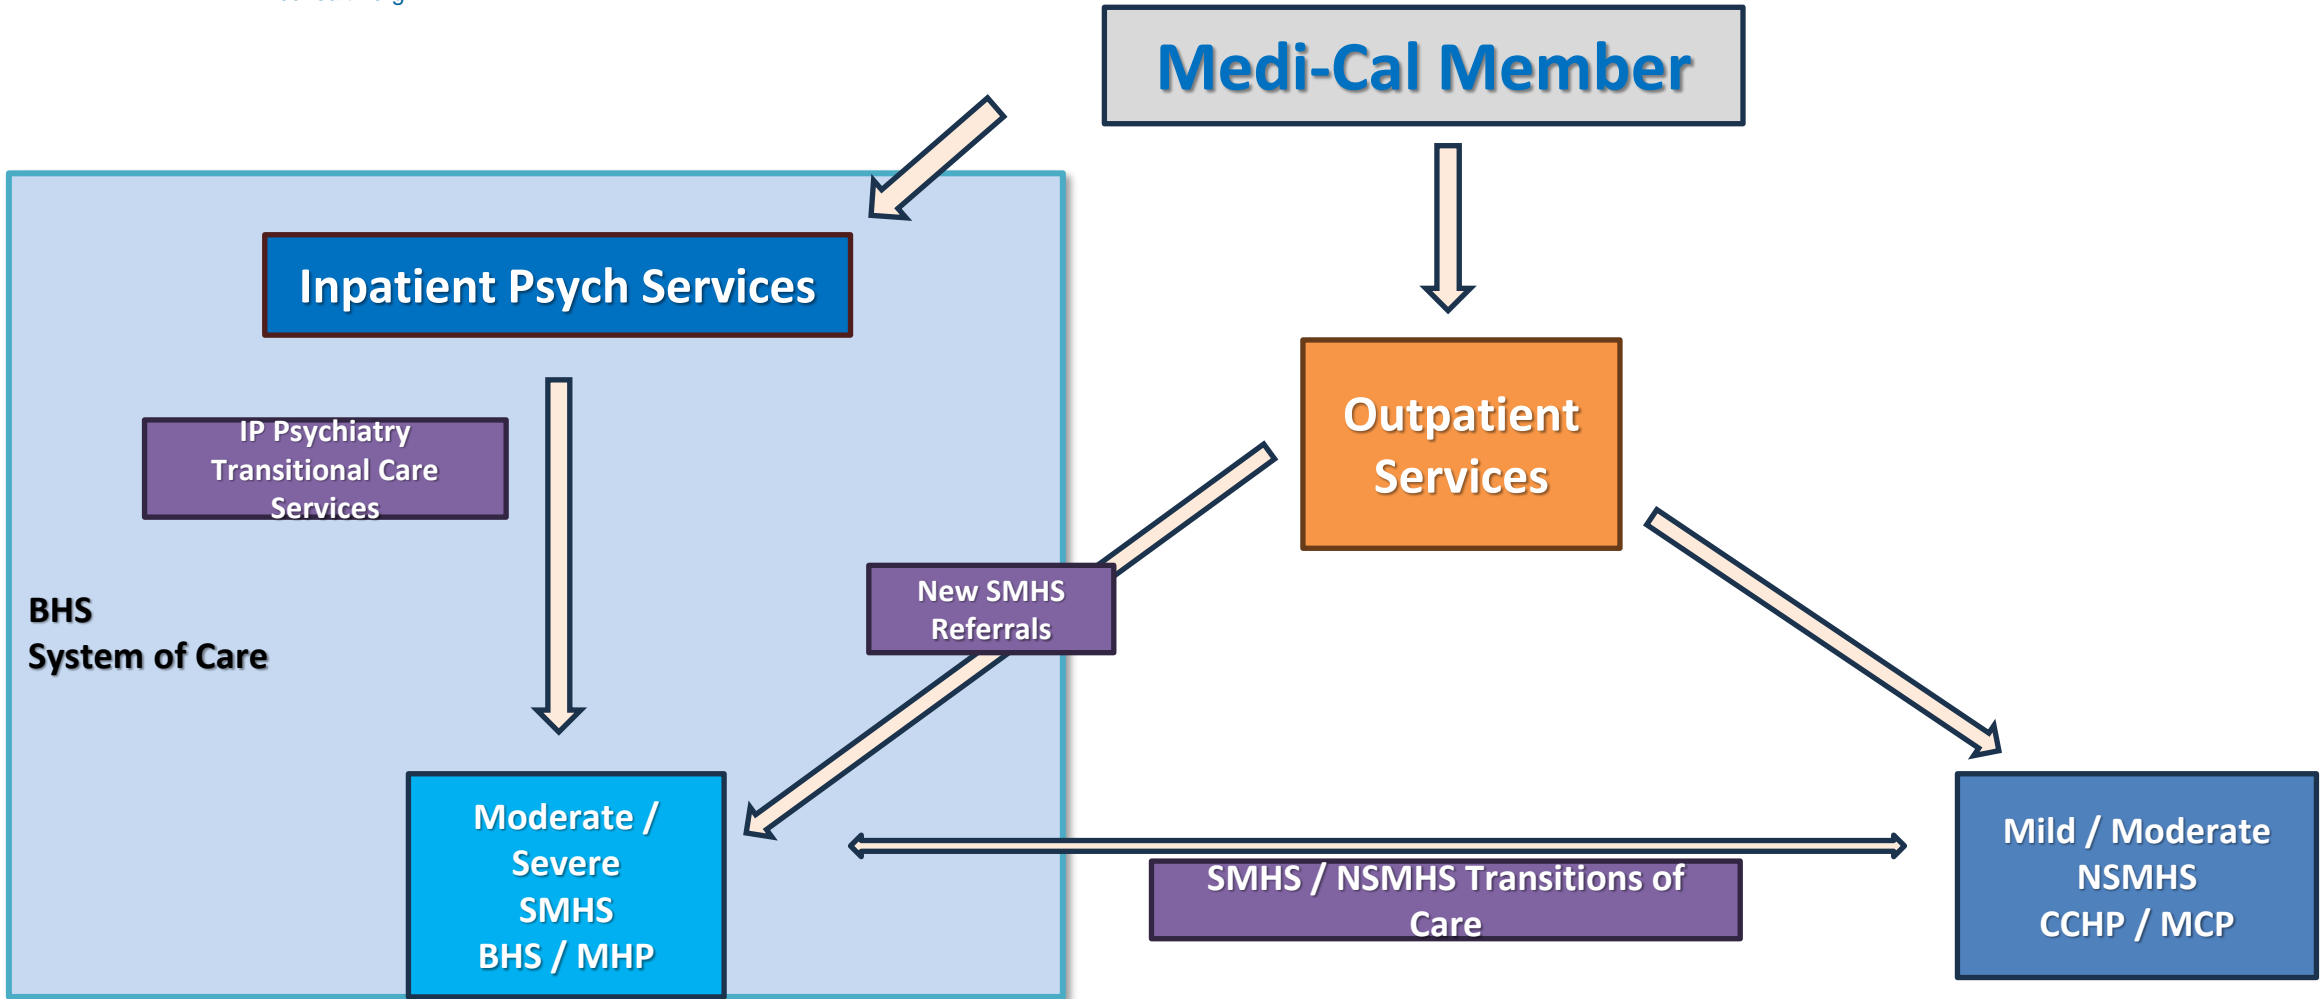 Medi-Cal Member
Inpatient Psych Services
IP Psychiatry
Transitional Care
Services
Outpatient
Services
New SMHS
Referrals
BHS
System of Care
Moderate /
Severe
SMHS
BHS / MHP
SMHS / NSMHS Transitions of
Care
Mild / Moderate
NSMHS
CCHP / MCP